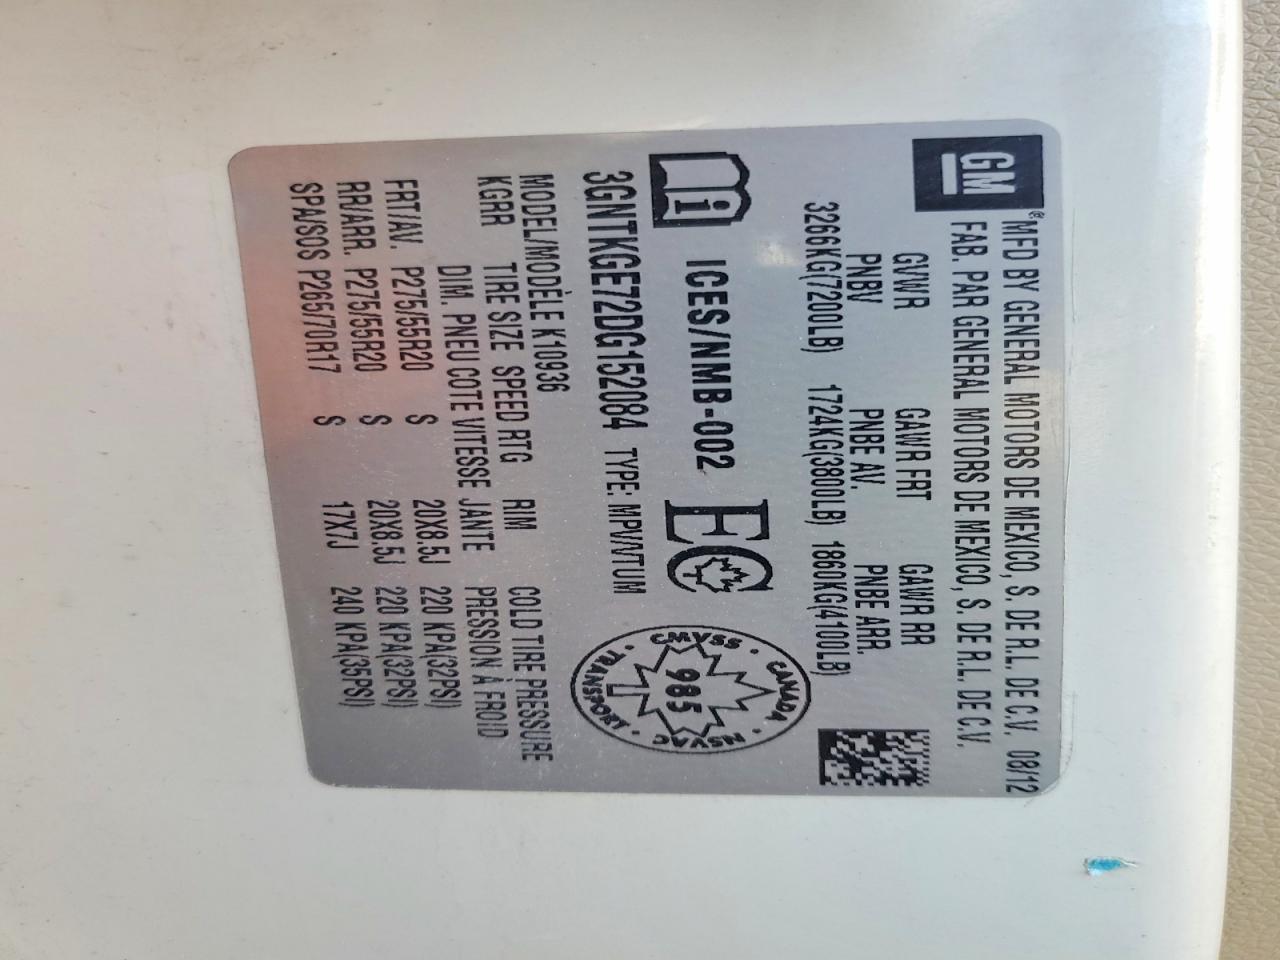 GM
®MFD BY GENERAL MOTORS DE MEXICO, S. DE R.L. DE C.V. 08/12
FAB. PAR GENERAL MOTORS DE MEXICO, S. DE R.L. DE C.V.
GVWR GAWR FRT GAWR RR
PNBV PNBE AV. PNBE ARR.
3266KG(7200LB) 1724KG(3800LB) 1860KG(4100LB)
i ICES/NMB-002 EC
CANADA · NSVAC · TRANSPORT · CMVSS
985
3GNTKGE72DG152084 TYPE: MPV/VTUM
MODEL/MODÈLE K10936
KGRR TIRE SIZE SPEED RTG RIM COLD TIRE PRESSURE
DIM. PNEU COTE VITESSE JANTE PRESSION À FROID
FRT/AV. P275/55R20 S 20X8.5J 220 KPA(32PSI)
RR/ARR. P275/55R20 S 20X8.5J 220 KPA(32PSI)
SPASOS P265/70R17 S 17X7J 240 KPA(35PSI)